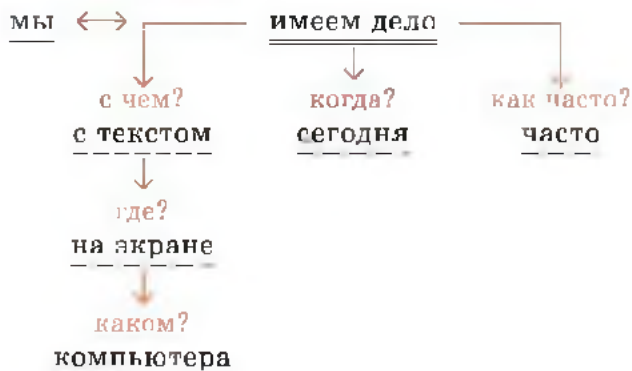 мы имеем дело
с чем? когда? как часто?
с текстом сегодня часто
где?
на экране
каком?
компьютера